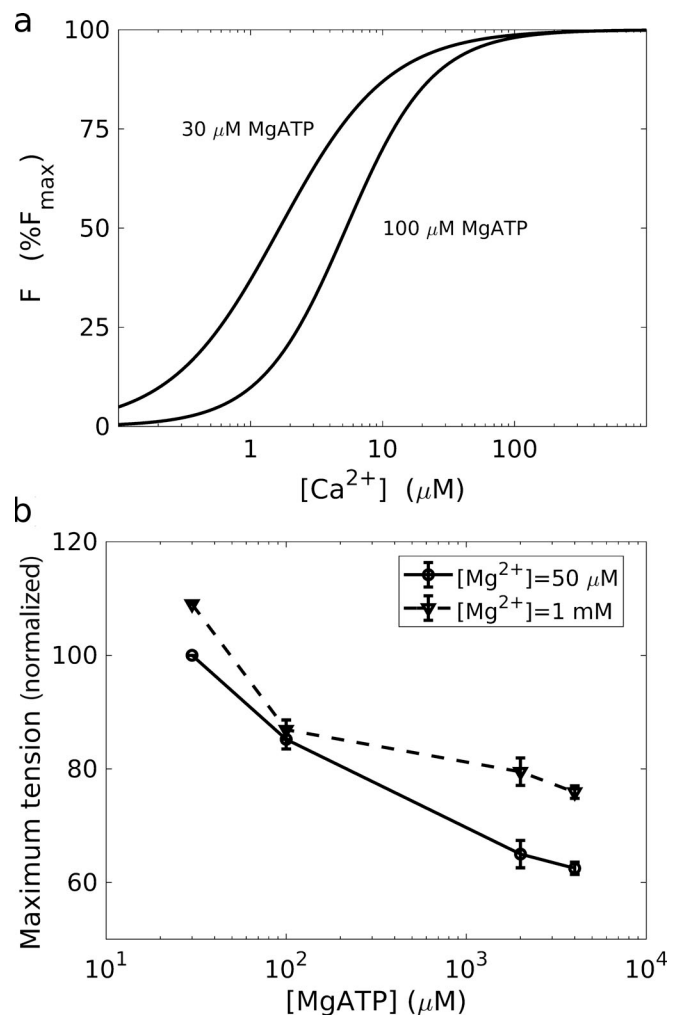 a
100
75
50
25
0
F (%Fmax)
30 μM MgATP
100 μM MgATP
1 10 100
[Ca2+] (μM)
b
120
100
80
60
Maximum tension (normalized)
[Mg2+]=50 μM
[Mg2+]=1 mM
10^1 10^2 10^3 10^4
[MgATP] (μM)